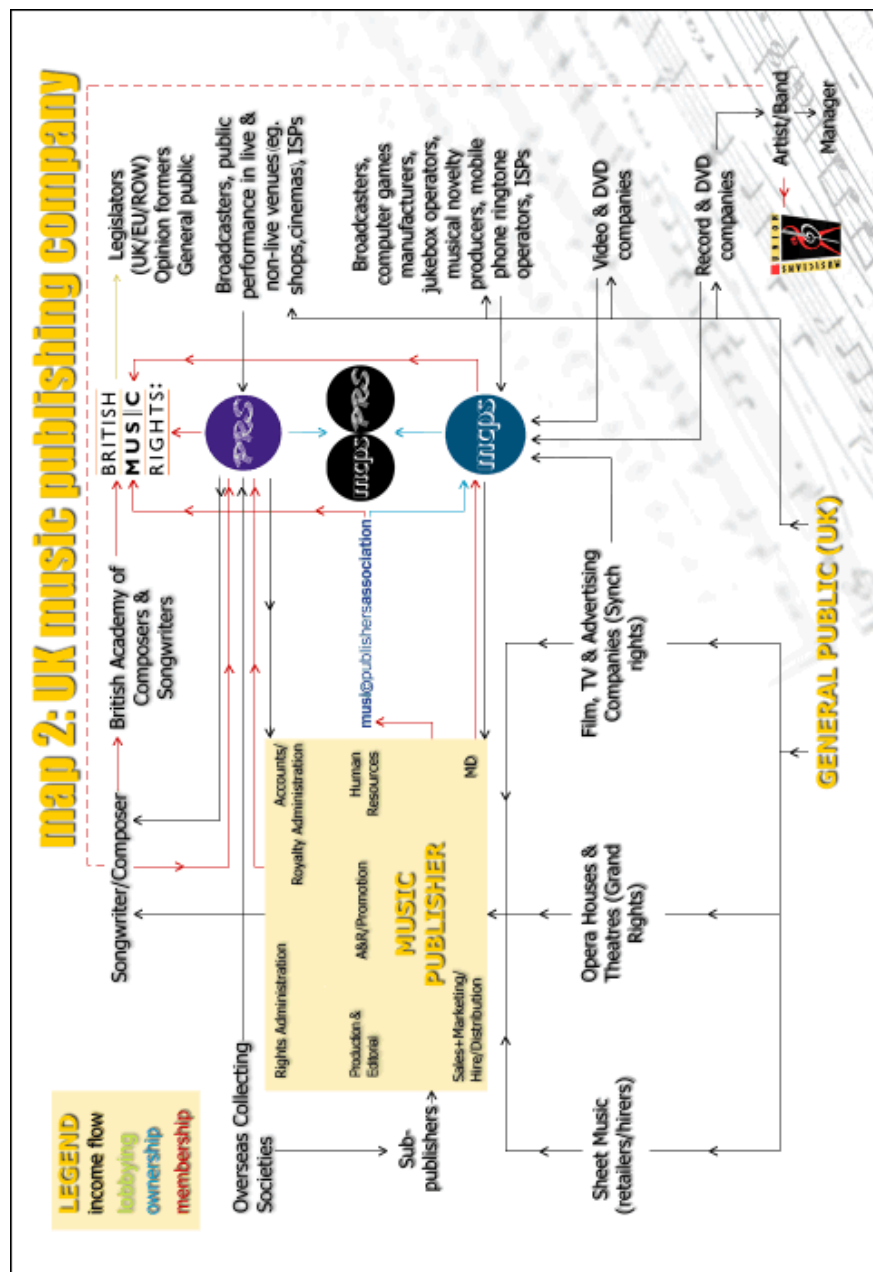 map 2: UK music publishing company
LEGEND
income flow
lobbying
ownership
membership
Songwriter/Composer
British Academy of
Composers &
Songwriters
BRITISH
MUSIC
RIGHTS:
Legislators
(UK/EU/ROW)
Opinion formers
General public
Overseas Collecting
Societies
PRS
Broadcasters, public
performance in live &
non-live venues(eg.
shops,cinemas), ISPs
Rights Administration
Accounts/
Royalty Administration
Production &
Editorial
A&R/Promotion
Human
Resources
MUSIC
PUBLISHER
Sales+Marketing/
Hire/Distribution
MD
musi@publishersassociation
mcps PRS
Broadcasters,
computer games
manufacturers,
jukebox operators,
musical novelty
producers, mobile
phone ringtone
operators, ISPs
Sub-
publishers
mcps
Video & DVD
companies
Sheet Music
(retailers/hirers)
Opera Houses &
Theatres (Grand
Rights)
Film, TV & Advertising
Companies (Synch
rights)
Record & DVD
companies
MUSICIANS
UNION
Artist/Band
Manager
GENERAL PUBLIC (UK)